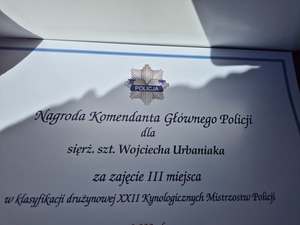 POLICJA
Nagroda Komendanta Głównego Policji
dla
sierż. szt. Wojciecha Urbaniaka
za zajęcie III miejsca
w klasyfikacji drużynowej XXII Kynologicznych Mistrzostw Policji